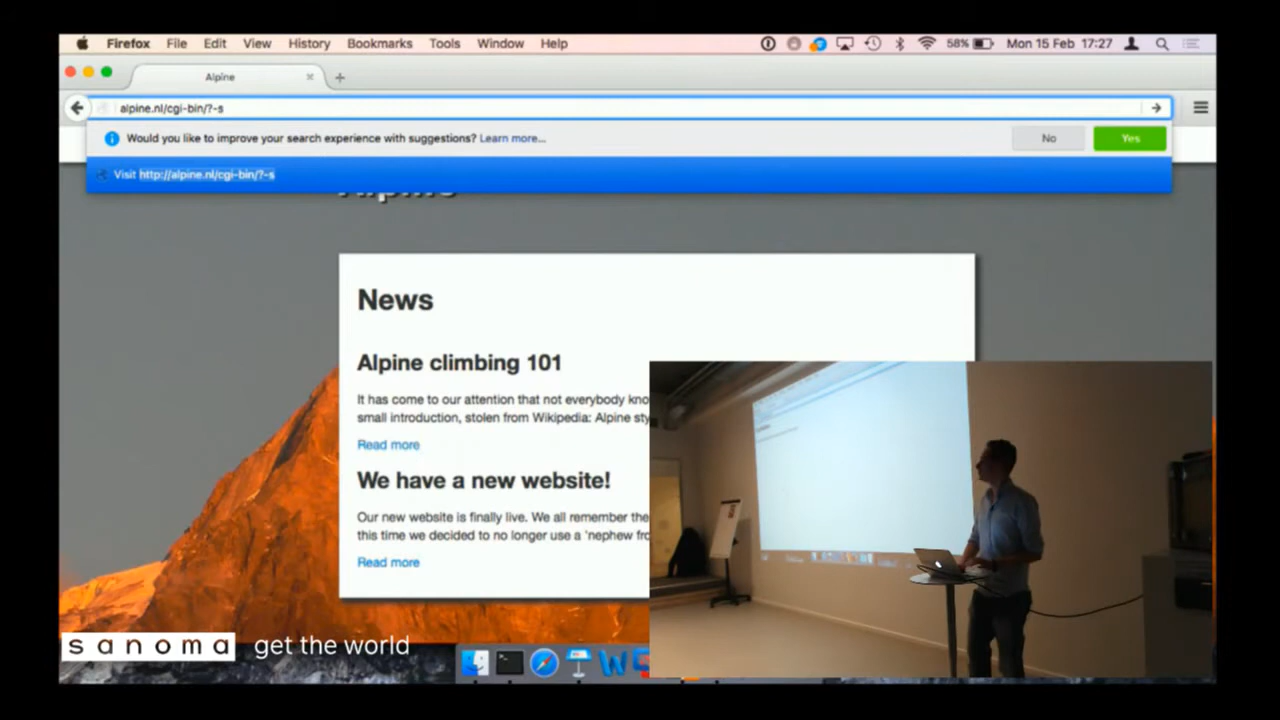 Firefox File Edit View History Bookmarks Tools Window Help 58% Mon 15 Feb 17:27
Alpine
alpine.nl/cgi-bin/?-s
Would you like to improve your search experience with suggestions? Learn more... No Yes
Visit http://alpine.nl/cgi-bin/?-s
Alpine
News
Alpine climbing 101
It has come to our attention that not everybody kno
small introduction, stolen from Wikipedia: Alpine sty
Read more
We have a new website!
Our new website is finally live. We all remember the
this time we decided to no longer use a 'nephew fro
Read more
sanoma get the world